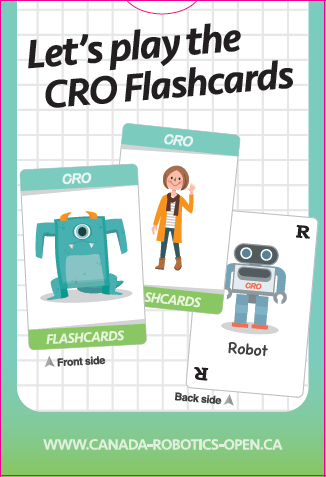 Let's play the
CRO Flashcards
CRO
CRO
R
CRO
FLASHCARDS
SHCARDS
Robot
Front side
R
Back side
WWW.CANADA-ROBOTICS-OPEN.CA